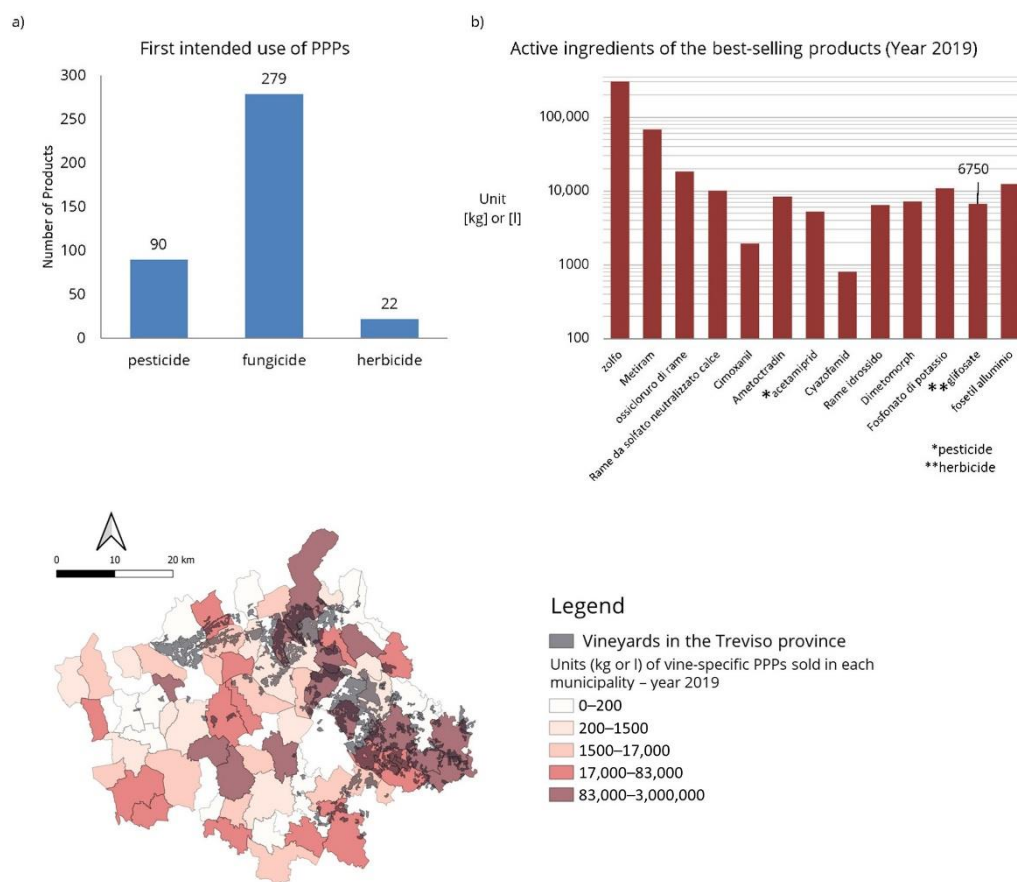 a)
First intended use of PPPs
300
250
200
150
100
50
0
Number of Products
90
279
22
pesticide
fungicide
herbicide
b)
Active ingredients of the best-selling products (Year 2019)
Unit
[kg] or [l]
100,000
10,000
1000
100
6750
zolfo
Metiram
ossicloruro di rame
Rame da solfato neutralizzato calce
Cimoxanil
Ametoctradin
*acetamiprid
Cyazofamid
Rame idrossido
Dimetomorph
Fosfonato di potassio
**glifosate
fosetil alluminio
*pesticide
**herbicide
0 10 20 km
Legend
Vineyards in the Treviso province
Units (kg or l) of vine-specific PPPs sold in each
municipality – year 2019
0–200
200–1500
1500–17,000
17,000–83,000
83,000–3,000,000